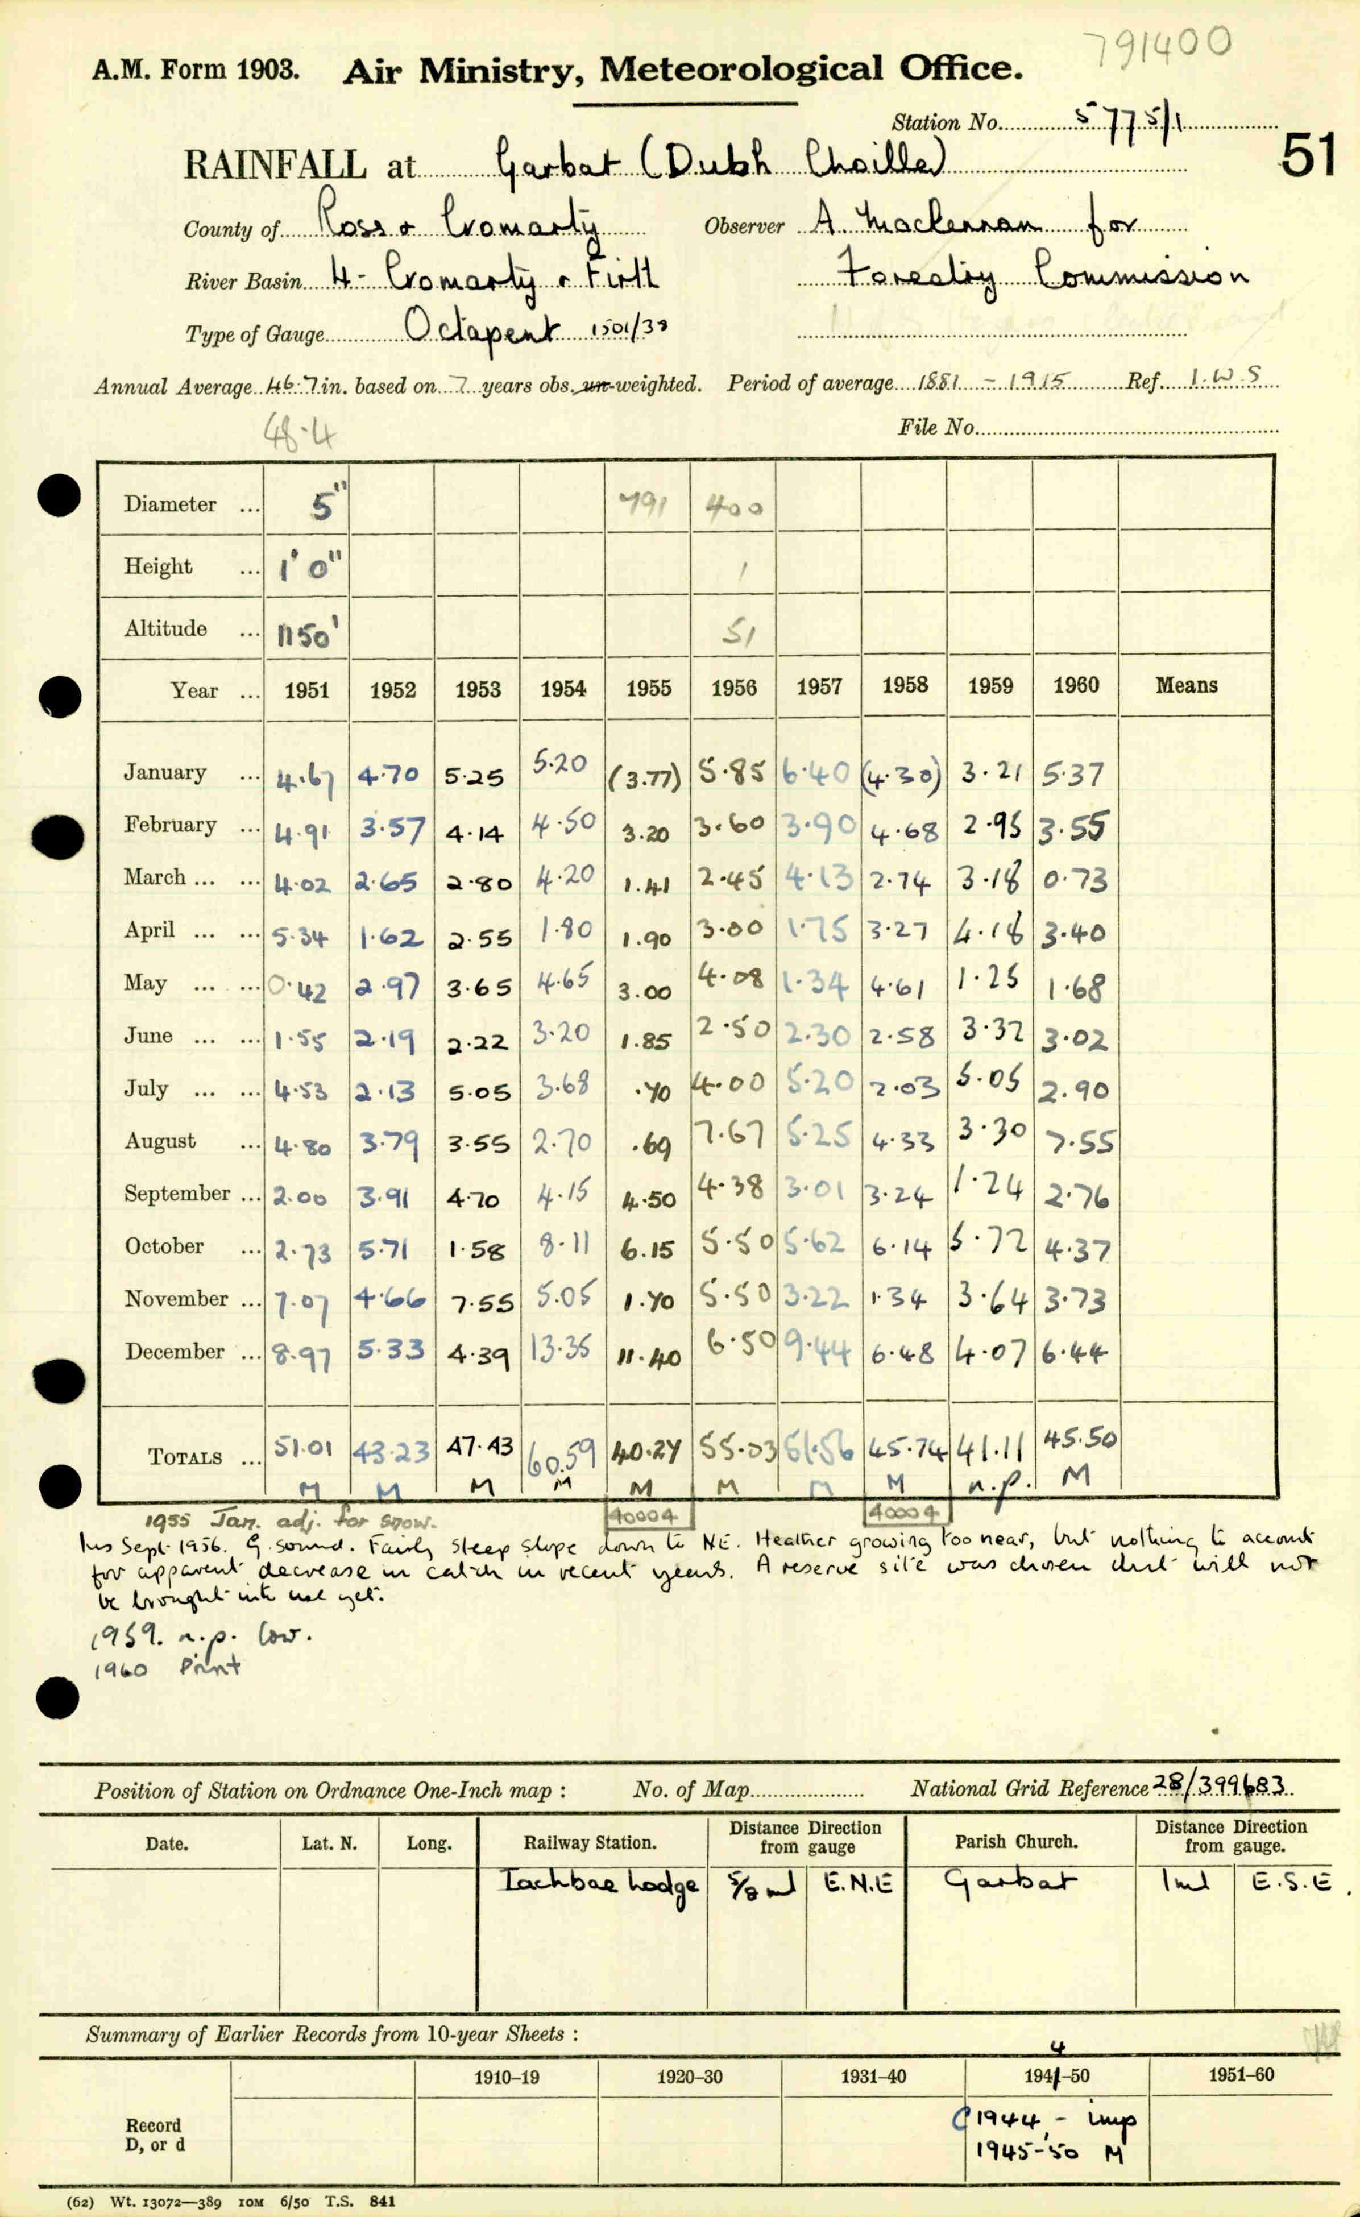 791400
A.M. Form 1903. Air Ministry, Meteorological Office.
Station No. 5775/1
51
RAINFALL at Garbat (Dubh Choille)
County of Ross & Cromarty Observer A. Mackennan for
River Basin 4 - Cromarty & Firth Forestry Commission
Type of Gauge Octapent 1501/38
Annual Average 46.7 in. based on 7 years obs. un-weighted. Period of average 1881 - 1915 Ref. I.W.S
48.4
File No.
Diameter ... 5" 791 400
Height ... 1' 0" 1
Altitude ... 1150' 51
Year ... 1951 1952 1953 1954 1955 1956 1957 1958 1959 1960 Means
January ... 4.67 4.70 5.25 5.20 (3.77) 5.85 6.40 (4.30) 3.21 5.37
February ... 4.91 3.57 4.14 4.50 3.20 3.60 3.90 4.68 2.95 3.55
March ... ... 4.02 2.65 2.80 4.20 1.41 2.45 4.13 2.74 3.18 0.73
April ... ... 5.34 1.62 2.55 1.80 1.90 3.00 1.75 3.27 4.18 3.40
May ... ... 0.42 2.97 3.65 4.65 3.00 4.08 1.34 4.61 1.25 1.68
June ... ... 1.55 2.19 2.22 3.20 1.85 2.50 2.30 2.58 3.32 3.02
July ... ... 4.53 2.13 5.05 3.68 .70 4.00 5.20 2.03 5.05 2.90
August ... 4.80 3.79 3.55 2.70 .69 7.67 5.25 4.33 3.30 7.55
September ... 2.00 3.91 4.70 4.15 4.50 4.38 3.01 3.24 1.24 2.76
October ... 2.73 5.71 1.58 8.11 6.15 5.50 5.62 6.14 5.72 4.37
November ... 7.07 4.66 7.55 5.05 1.70 5.50 3.22 1.34 3.64 3.73
December ... 8.97 5.33 4.39 13.35 11.40 6.50 9.44 6.48 4.07 6.44
TOTALS ... 51.01 43.23 47.43 60.59 40.27 55.03 51.56 45.74 41.11 45.50
M M M M M M M M n.p. M
1955 Jan. adj. for snow. 40004 40004
Ins Sept 1956. G. sound. Fairly steep slope down to NE. Heather growing too near, but nothing to account
for apparent decrease in catch in recent years. A reserve site was chosen but will not
be brought into use yet.
1959. n.p. low.
1960 Print
Position of Station on Ordnance One-Inch map : No. of Map National Grid Reference 28/399683
Date. Lat. N. Long. Railway Station. Distance Direction from gauge Parish Church. Distance Direction from gauge.
Inchbae Lodge 5/8 ml E.N.E Garbat 1 ml E.S.E.
Summary of Earlier Records from 10-year Sheets :
4
1910–19 1920–30 1931–40 1941–50 1951–60
Record
D, or d
1944 - imp
1945-50 M
(62) Wt. 13072—389 10M 6/50 T.S. 841